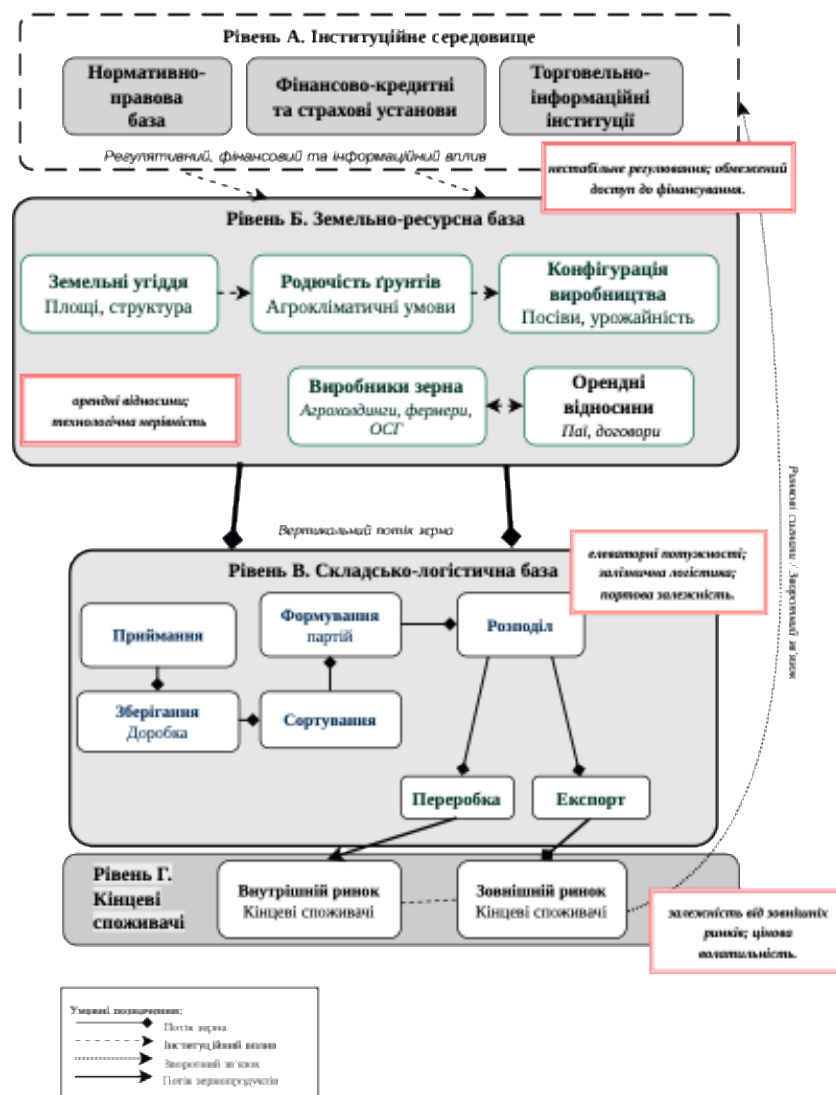 Рівень А. Інституційне середовище
Нормативно-
правова
база
Фінансово-кредитні
та страхові установи
Торговельно-
інформаційні
інституції
Регулятивний, фінансовий та інформаційний вплив
нестабільне регулювання; обмежений
доступ до фінансування.
Рівень Б. Земельно-ресурсна база
Земельні угіддя
Площі, структура
Родючість ґрунтів
Агрокліматичні умови
Конфігурація
виробництва
Посіви, урожайність
орендні відносини;
технологічна нерівність
Виробники зерна
Агрохолдинги, фермери,
ОСГ
Орендні
відносини
Паї, договори
Ринкові сигнали / Зворотний зв'язок
Вертикальний потік зерна
Рівень В. Складсько-логістична база
елеваторні потужності;
залізнична логістика;
портова залежність.
Приймання
Формування
партій
Розподіл
Зберігання
Доробка
Сортування
Переробка
Експорт
Рівень Г.
Кінцеві
споживачі
Внутрішній ринок
Кінцеві споживачі
Зовнішній ринок
Кінцеві споживачі
залежність від зовнішніх
ринків; цінова
волатильність.
Умовні позначення:
Потік зерна
Інституційний вплив
Зворотний зв'язок
Потік зернопродуктів